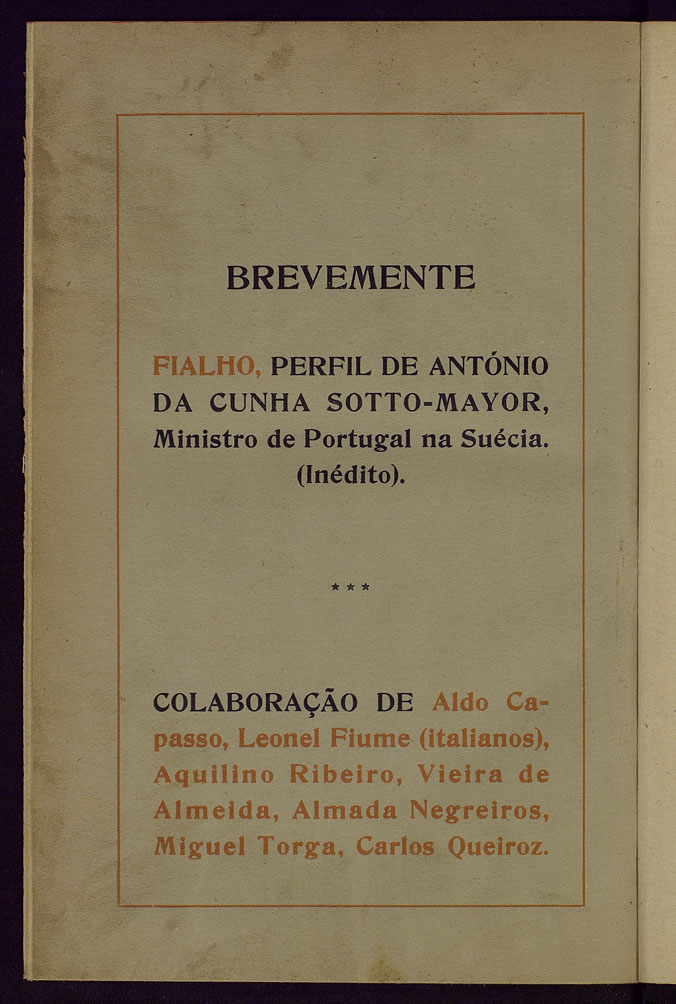 BREVEMENTE
FIALHO, PERFIL DE ANTÓNIO
DA CUNHA SOTTO-MAYOR,
Ministro de Portugal na Suécia.
(Inédito).
* * *
COLABORAÇÃO DE Aldo Ca-
passo, Leonel Fiume (italianos),
Aquilino Ribeiro, Vieira de
Almeida, Almada Negreiros,
Miguel Torga, Carlos Queiroz.